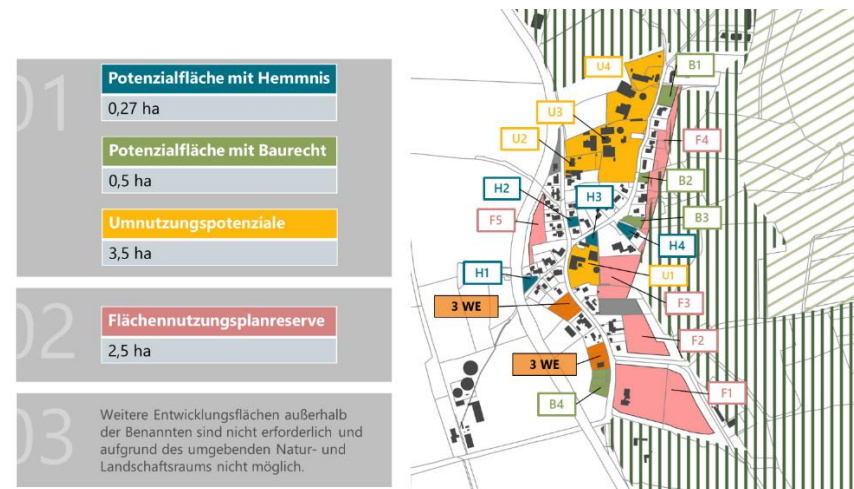 01
Potenzialfläche mit Hemmnis
0,27 ha
Potenzialfläche mit Baurecht
0,5 ha
Umnutzungspotenziale
3,5 ha
02
Flächennutzungsplanreserve
2,5 ha
03
Weitere Entwicklungsflächen außerhalb
der Benannten sind nicht erforderlich und
aufgrund des umgebenden Natur- und
Landschaftsraums nicht möglich.
U4
B1
U3
U2
F4
H2
H3
B2
F5
B3
H4
H1
U1
3 WE
F3
F2
3 WE
F1
B4